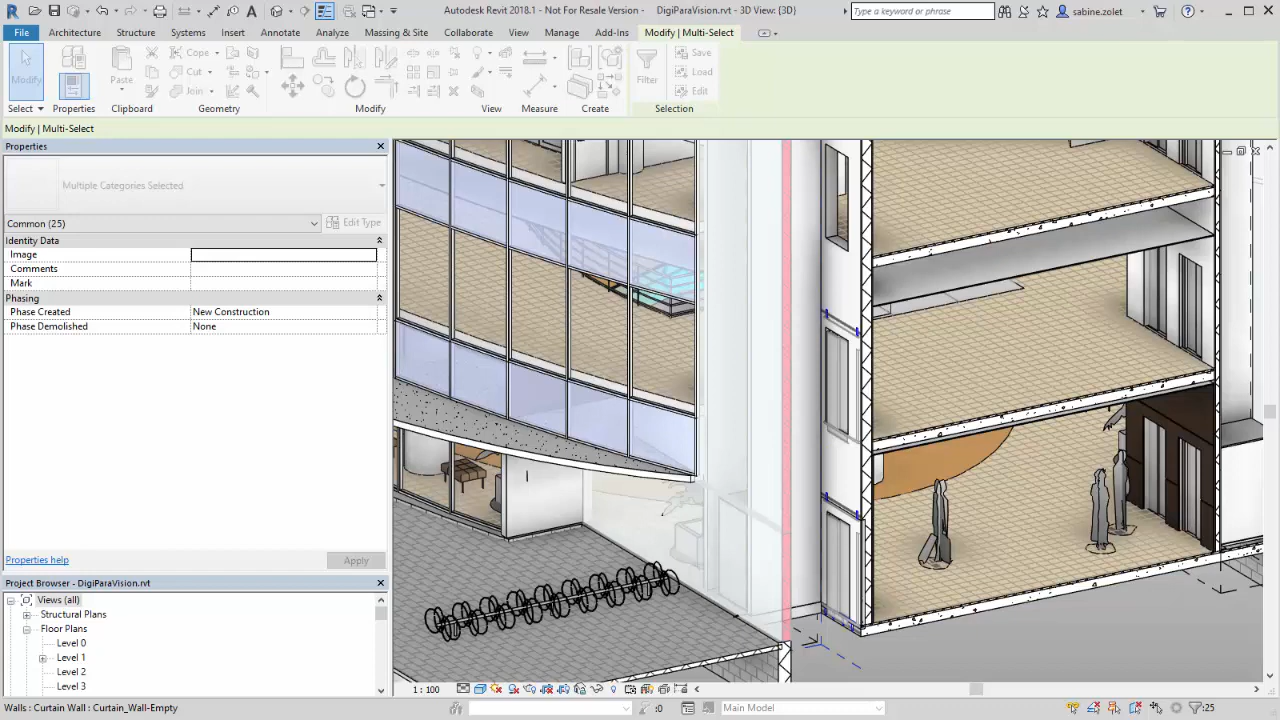 Autodesk Revit 2018.1 - Not For Resale Version -    DigiParaVision.rvt - 3D View: {3D}
Type a keyword or phrase
sabine.zolet
File Architecture Structure Systems Insert Annotate Analyze Massing & Site Collaborate View Manage Add-Ins Modify | Multi-Select
Modify
Paste
Cope
Cut
Join
Filter
Save
Load
Edit
Select Properties Clipboard Geometry Modify View Measure Create Selection
Modify | Multi-Select
Properties
Multiple Categories Selected
Common (25)
Edit Type
Identity Data
Image
Comments
Mark
Phasing
Phase Created New Construction
Phase Demolished None
Properties help
Apply
Project Browser - DigiParaVision.rvt
Views (all)
Structural Plans
Floor Plans
Level 0
Level 1
Level 2
Level 3
1 : 100
Walls : Curtain Wall : Curtain_Wall-Empty
:0
Main Model
:25